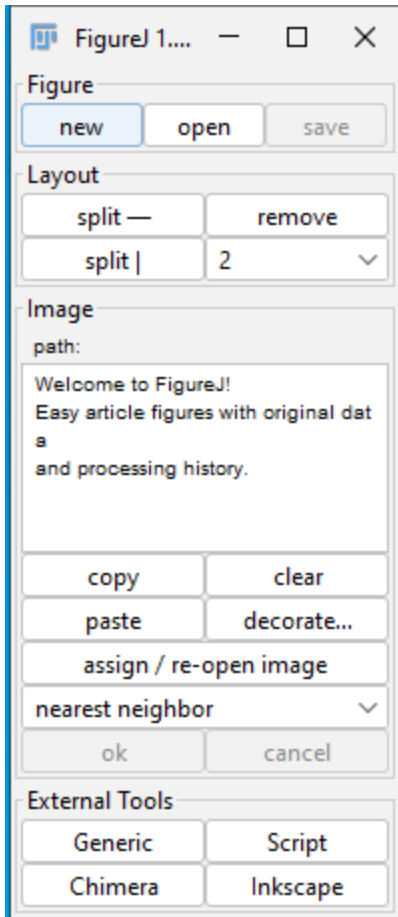 FigureJ 1....
Figure
new open save
Layout
split — remove
split | 2
Image
path:
Welcome to FigureJ!
Easy article figures with original dat
a
and processing history.
copy clear
paste decorate...
assign / re-open image
nearest neighbor
ok cancel
External Tools
Generic Script
Chimera Inkscape